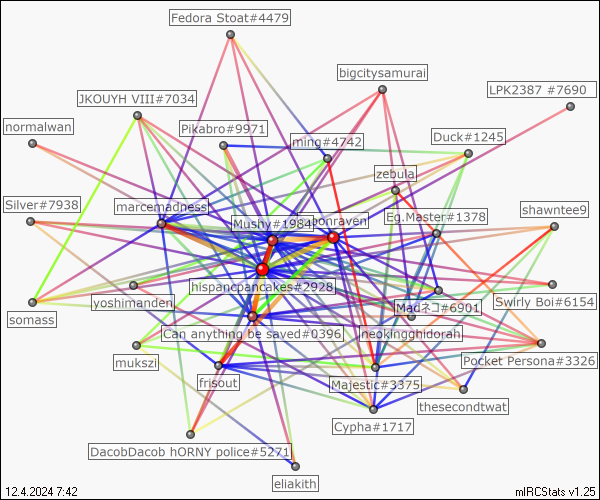 Fedora Stoat#4479
bigcitysamurai
LPK2387 #7690
JKOUYH VIII#7034
normalwan
Pikabro#9971
ming#4742
Duck#1245
zebula
Silver#7938
marcemadness
Mushy#1984
Eg.Master#1378
shawntee9
hispancpancakes#2928
yoshimanden
Madネコ#6901
Swirly Boi#6154
somass
Can anything be saved#0396
neokingghidorah
mukszi
Pocket Persona#3326
frisout
Majestic#3375
thesecondtwat
Cypha#1717
DacobDacob hORNY police#5271
eliakith
12.4.2024 7:42
mIRCStats v1.25